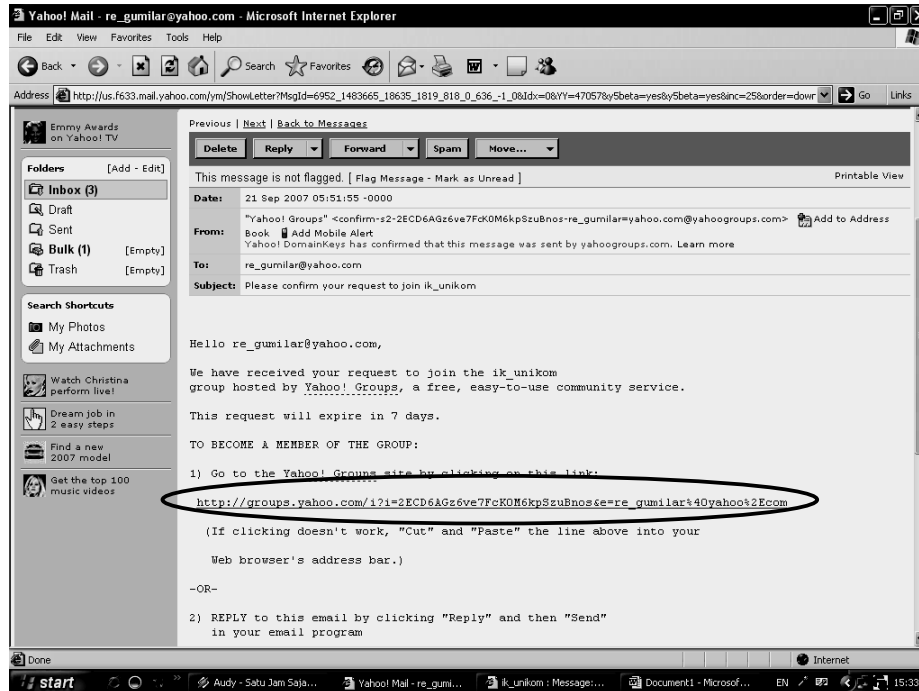 Yahoo! Mail - re_gumilar@yahoo.com - Microsoft Internet Explorer
File Edit View Favorites Tools Help
Back Search Favorites
Address http://us.f633.mail.yahoo.com/ym/ShowLetter?MsgId=6952_1483665_18635_1819_818_0_636_-1_0&Idx=0&YY=47057&y5beta=yes&y5beta=yes&inc=25&order=down Go Links
Emmy Awards
on Yahoo! TV
Folders [Add - Edit]
Inbox (3)
Draft
Sent
Bulk (1) [Empty]
Trash [Empty]
Search Shortcuts
My Photos
My Attachments
Watch Christina
perform live!
Dream job in
2 easy steps
Find a new
2007 model
Get the top 100
music videos
Previous | Next | Back to Messages
Delete Reply Forward Spam Move...
This message is not flagged. [ Flag Message - Mark as Unread ] Printable View
Date: 21 Sep 2007 05:51:55 -0000
From: "Yahoo! Groups" <confirm-s2-2ECD6AGz6ve7FcKOM6kpSzuBnos-re_gumilar=yahoo.com@yahoogroups.com> Add to Address
Book Add Mobile Alert
Yahoo! DomainKeys has confirmed that this message was sent by yahoogroups.com. Learn more
To: re_gumilar@yahoo.com
Subject: Please confirm your request to join ik_unikom
Hello re_gumilar@yahoo.com,
We have received your request to join the ik_unikom
group hosted by Yahoo! Groups, a free, easy-to-use community service.
This request will expire in 7 days.
TO BECOME A MEMBER OF THE GROUP:
1) Go to the Yahoo! Groups site by clicking on this link:
http://groups.yahoo.com/i?i=2ECD6AGz6ve7FcKOM6kpSzuBnos&e=re_gumilar%40yahoo%2Ecom
(If clicking doesn't work, "Cut" and "Paste" the line above into your
Web browser's address bar.)
-OR-
2) REPLY to this email by clicking "Reply" and then "Send"
in your email program
Done Internet
start Audy - Satu Jam Saja... Yahoo! Mail - re_gumi... ik_unikom : Message:... Document1 - Microsof... EN 15:33